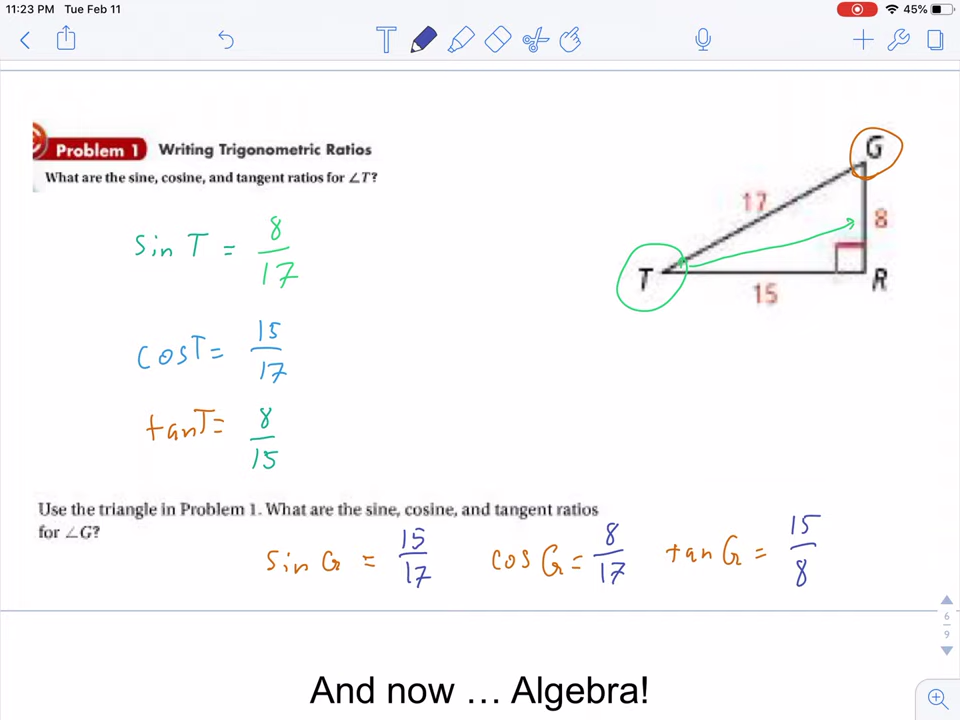 11:23 PM Tue Feb 11
45%
T
Problem 1 Writing Trigonometric Ratios
What are the sine, cosine, and tangent ratios for ∠T?
G
17
8
T
15
R
sin T = 8/17
cosT = 15/17
tanT = 8/15
Use the triangle in Problem 1. What are the sine, cosine, and tangent ratios
for ∠G?
sin G = 15/17 cos G = 8/17 tan G = 15/8
6
9
And now … Algebra!